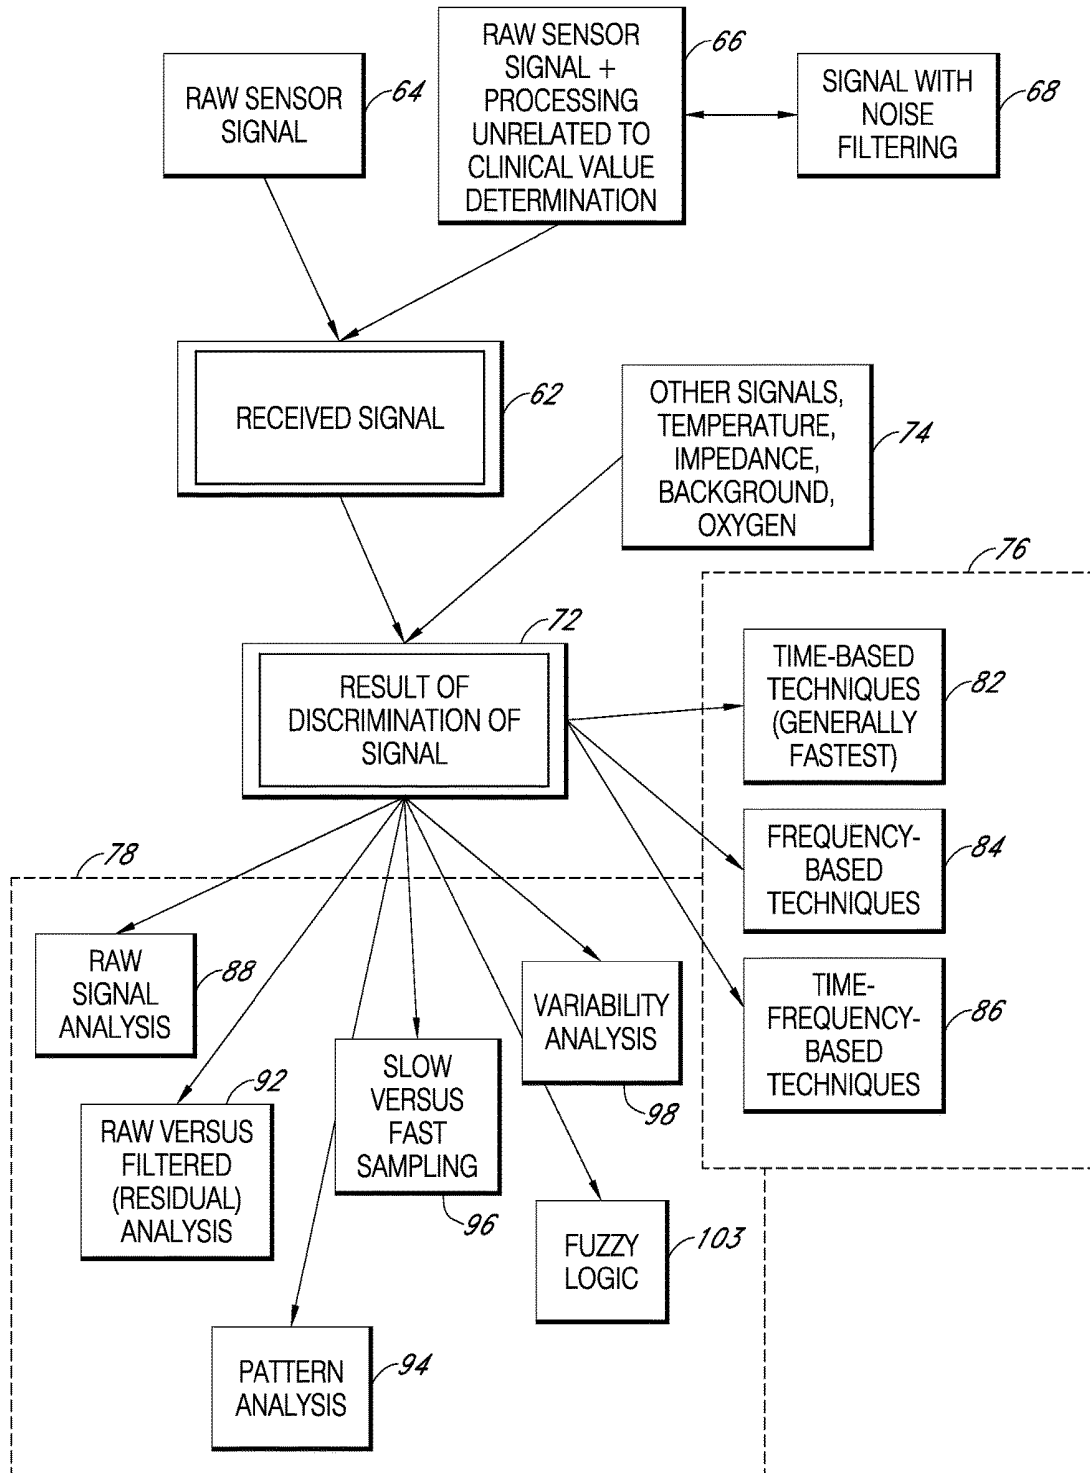 RAW SENSOR
SIGNAL
64
RAW SENSOR
SIGNAL +
PROCESSING
UNRELATED TO
CLINICAL VALUE
DETERMINATION
66
SIGNAL WITH
NOISE
FILTERING
68
RECEIVED SIGNAL
62
OTHER SIGNALS,
TEMPERATURE,
IMPEDANCE,
BACKGROUND,
OXYGEN
74
76
72
RESULT OF
DISCRIMINATION OF
SIGNAL
TIME-BASED
TECHNIQUES
(GENERALLY
FASTEST)
82
FREQUENCY-
BASED
TECHNIQUES
84
TIME-
FREQUENCY-
BASED
TECHNIQUES
86
78
RAW
SIGNAL
ANALYSIS
88
VARIABILITY
ANALYSIS
98
92
RAW VERSUS
FILTERED
(RESIDUAL)
ANALYSIS
SLOW
VERSUS
FAST
SAMPLING
96
FUZZY
LOGIC
103
PATTERN
ANALYSIS
94